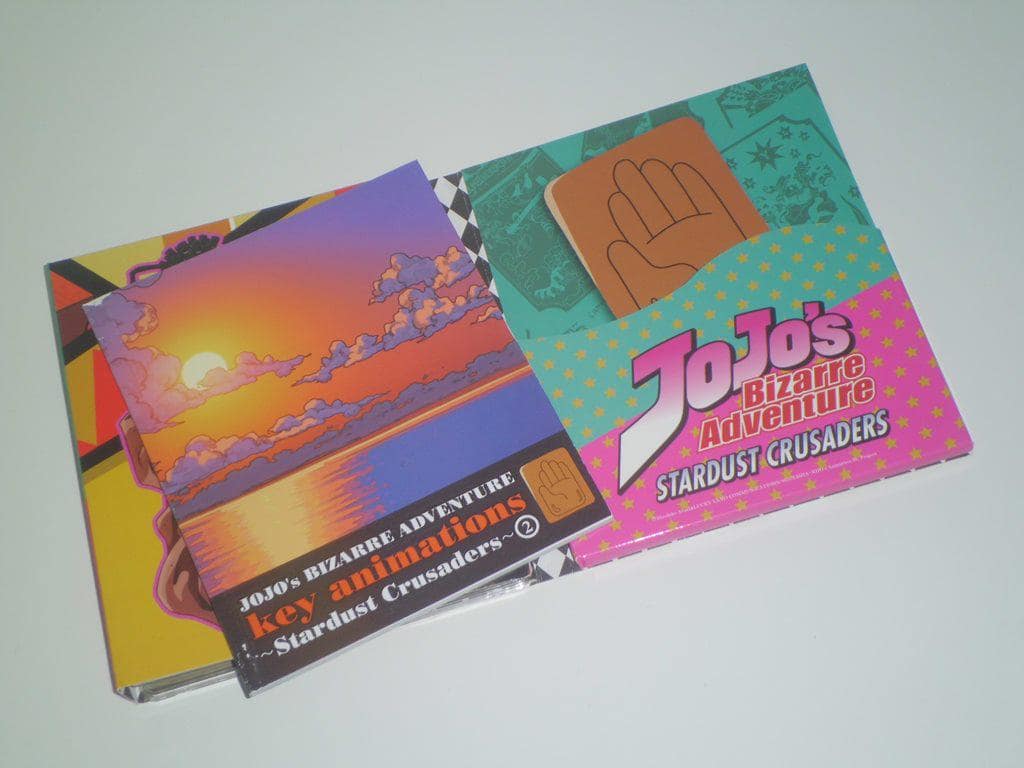 JOJO's BIZARRE ADVENTURE
key animations
~Stardust Crusaders~②
JOJO'S
Bizarre
Adventure
STARDUST CRUSADERS